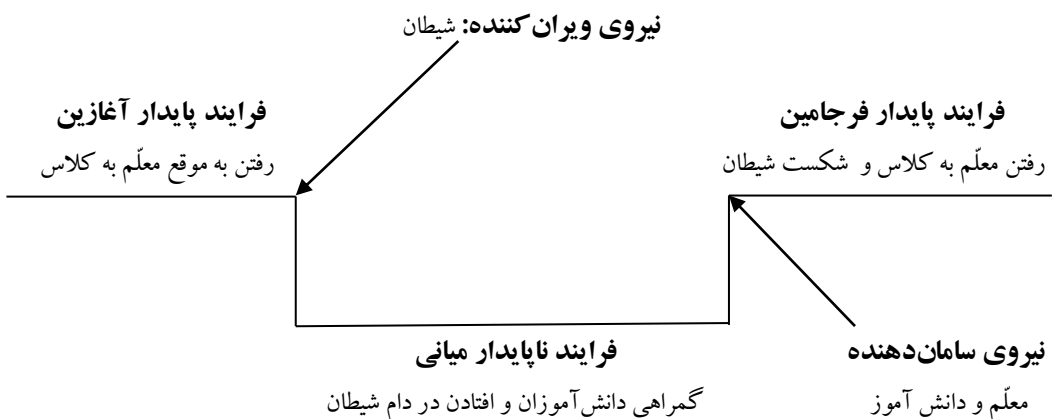 نیروی ویران‌کننده: شیطان
فرایند پایدار فرجامین
فرایند پایدار آغازین
رفتن معلّم به کلاس و شکست شیطان
رفتن به موقع معلّم به کلاس
نیروی سامان‌دهنده
فرایند ناپایدار میانی
معلّم و دانش آموز
گمراهی دانش‌آموزان و افتادن در دام شیطان